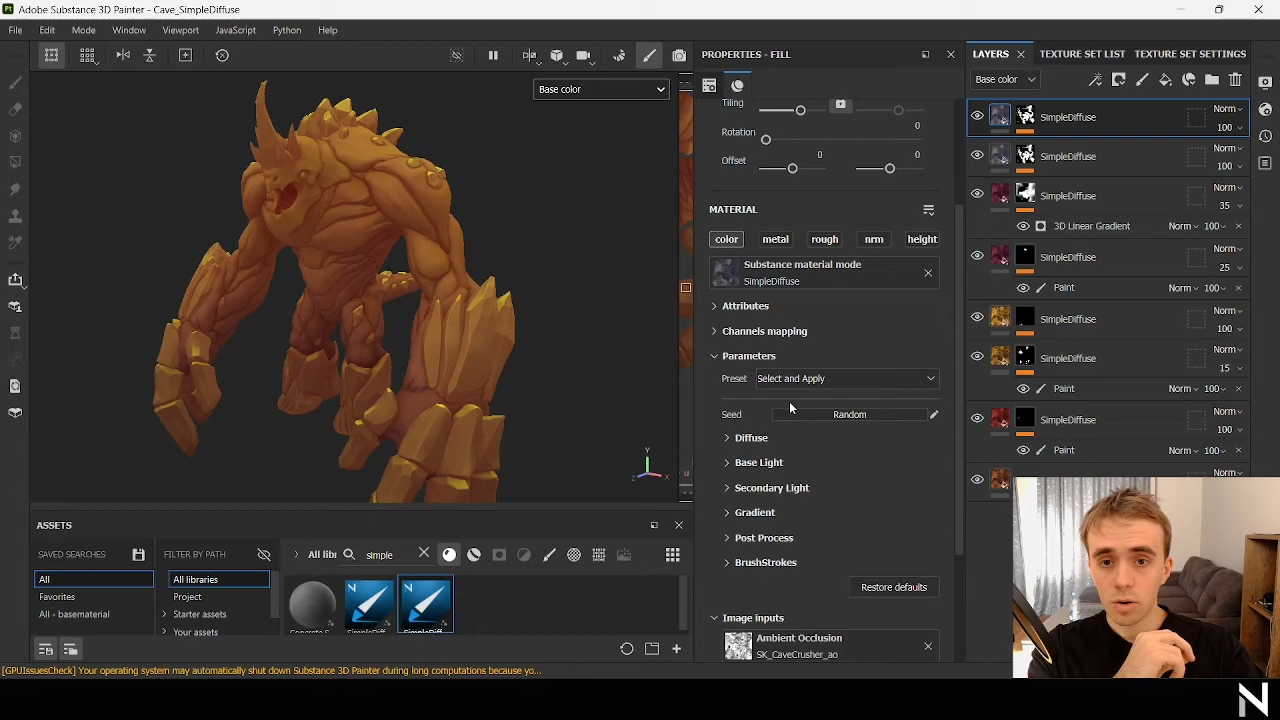 Pt Adobe Substance 3D Painter - Cave_SimpleDiffuse
File Edit Mode Window Viewport JavaScript Python Help
PROPERTIES - FILL
LAYERS TEXTURE SET LIST TEXTURE SET SETTINGS
Base color
Base color
Tiling
Rotation 0
Offset 0 0
MATERIAL
color metal rough nrm height
Substance material mode
SimpleDiffuse
Attributes
Channels mapping
Parameters
Preset Select and Apply
Seed Random
Diffuse
Base Light
Secondary Light
Gradient
Post Process
BrushStrokes
Restore defaults
Image Inputs
Ambient Occlusion
SK_CaveCrusher_ao
SimpleDiffuse Norm 100
SimpleDiffuse Norm 100
SimpleDiffuse Norm 35
3D Linear Gradient Norm 100
SimpleDiffuse Norm 25
Paint Norm 100
SimpleDiffuse Norm 100
SimpleDiffuse Norm 15
Paint Norm 100
SimpleDiffuse Norm 100
Paint Norm 100
Y
Z X
ASSETS
SAVED SEARCHES
All
Favorites
All - basematerial
FILTER BY PATH
All libraries
Project
Starter assets
Your assets
All libr simple
Concrete S
SimpleDiff
SimpleDiff
[GPUIssuesCheck] Your operating system may automatically shut down Substance 3D Painter during long computations because yo...
N